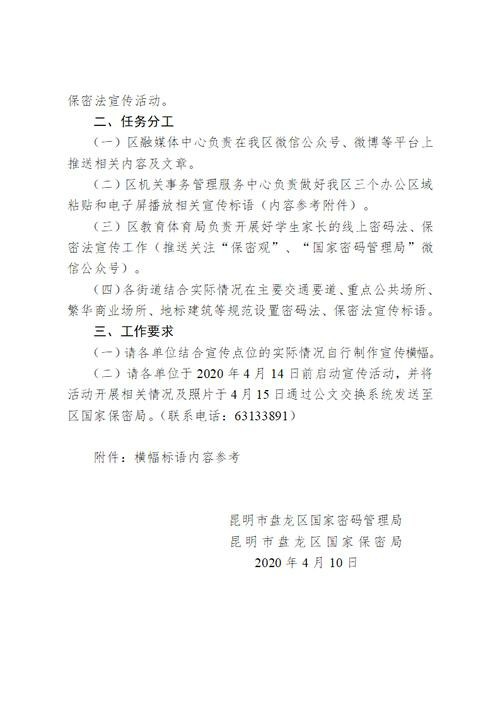 保密法宣传活动。
二、任务分工
（一）区融媒体中心负责在我区微信公众号、微博等平台上
推送相关内容及文章。
（二）区机关事务管理服务中心负责做好我区三个办公区域
粘贴和电子屏播放相关宣传标语（内容参考附件）。
（三）区教育体育局负责开展好学生家长的线上密码法、保
密法宣传工作（推送关注“保密观”、“国家密码管理局”微
信公众号）。
（四）各街道结合实际情况在主要交通要道、重点公共场所、
繁华商业场所、地标建筑等规范设置密码法、保密法宣传标语。
三、工作要求
（一）请各单位结合宣传点位的实际情况自行制作宣传横幅。
（二）请各单位于 2020 年 4 月 14 日前启动宣传活动，并将
活动开展相关情况及照片于 4 月 15 日通过公文交换系统发送至
区国家保密局。（联系电话：63133891）
附件：横幅标语内容参考
昆明市盘龙区国家密码管理局
昆明市盘龙区国家保密局
2020 年 4 月 10 日